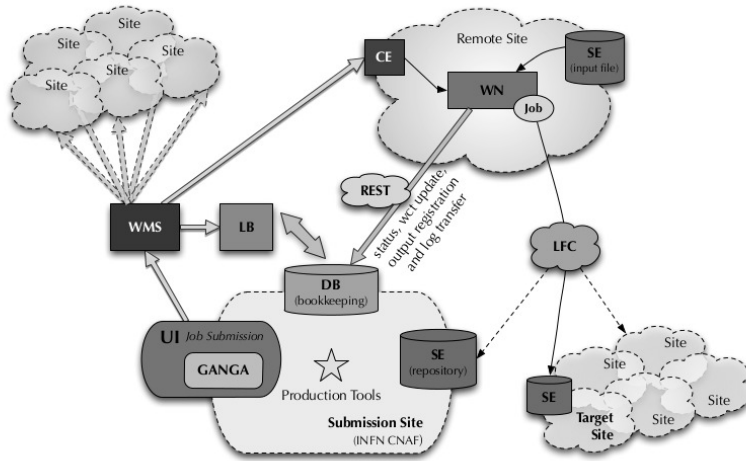 Site
Site
Site
Site
Site
Site
CE
Remote Site
SE
(input file)
WN
Job
REST
status, wct update,
output registration
and log transfer
WMS
LB
LFC
DB
(bookkeeping)
UI Job Submission
GANGA
Production Tools
SE
(repository)
Submission Site
(INFN CNAF)
Site
Site
Site
Site
SE
Target
Site